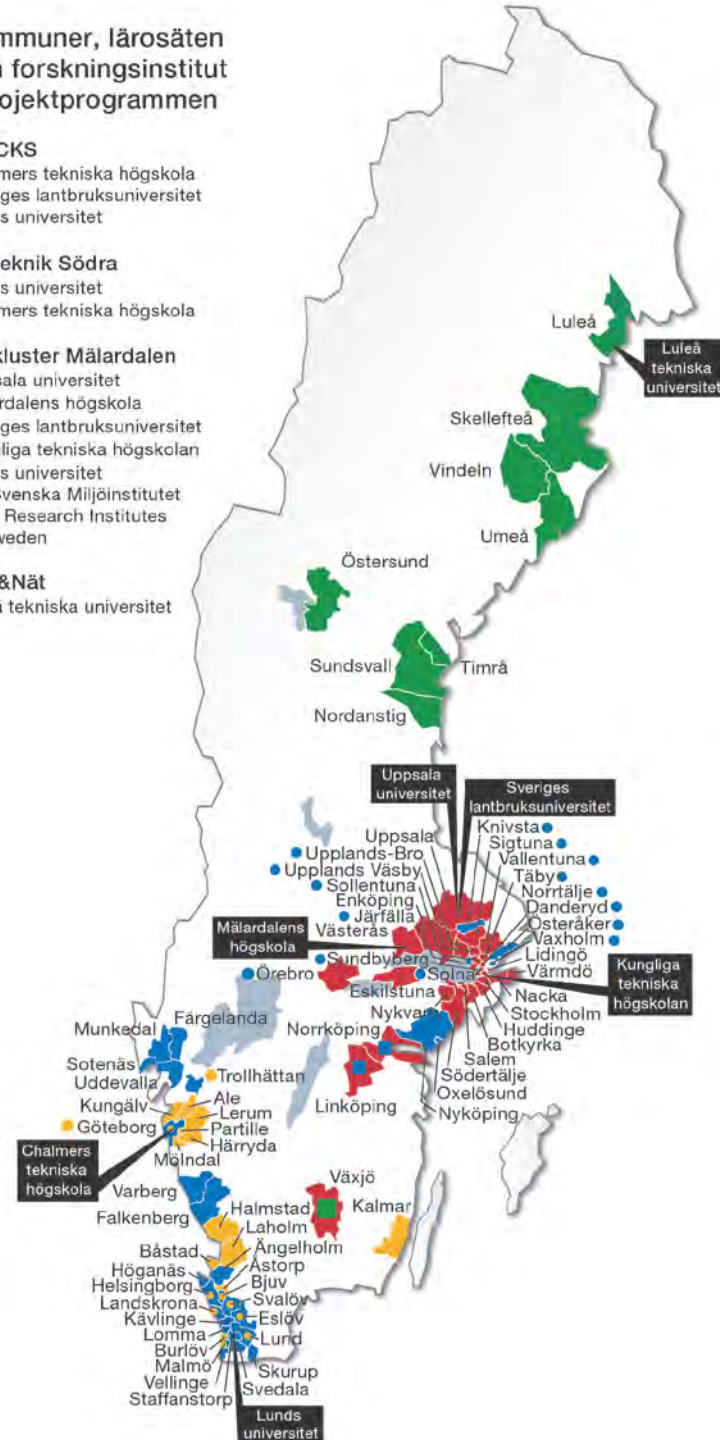 mmuner, lärosäten
forskningsinstitut
ojektprogrammen
CKS
mers tekniska högskola
ges lantbruksuniversitet
s universitet
eknik Södra
s universitet
mers tekniska högskola
kluster Mälardalen
sala universitet
rdalens högskola
ges lantbruksuniversitet
gliga tekniska högskolan
s universitet
Svenska Miljöinstitutet
Research Institutes
weden
&Nät
å tekniska universitet
Luleå
Luleå
tekniska
universitet
Skellefteå
Vindeln
Umeå
Östersund
Sundsvall
Timrå
Nordanstig
Uppsala
universitet
Sveriges
lantbruksuniversitet
Uppsala
Knivsta
Sigtuna
Upplands-Bro
Vallentuna
Upplands Väsby
Täby
Sollentuna
Norrtälje
Enköping
Danderyd
Järfälla
Österåker
Västerås
Vaxholm
Mälardalens
högskola
Sundbyberg
Lidingö
Örebro
Solna
Värmdö
Kungliga
tekniska
högskolan
Eskilstuna
Nacka
Nykvarn
Stockholm
Färgelanda
Norrköping
Huddinge
Munkedal
Botkyrka
Salem
Sotenäs
Södertälje
Uddevalla
Trollhättan
Oxelösund
Linköping
Nyköping
Kungälv
Ale
Lerum
Göteborg
Partille
Härryda
Mölndal
Chalmers
tekniska
högskola
Varberg
Växjö
Kalmar
Falkenberg
Halmstad
Laholm
Båstad
Ängelholm
Höganäs
Åstorp
Helsingborg
Bjuv
Landskrona
Svalöv
Kävlinge
Eslöv
Lomma
Lund
Burlöv
Malmö
Skurup
Vellinge
Svedala
Staffanstorp
Lunds
universitet